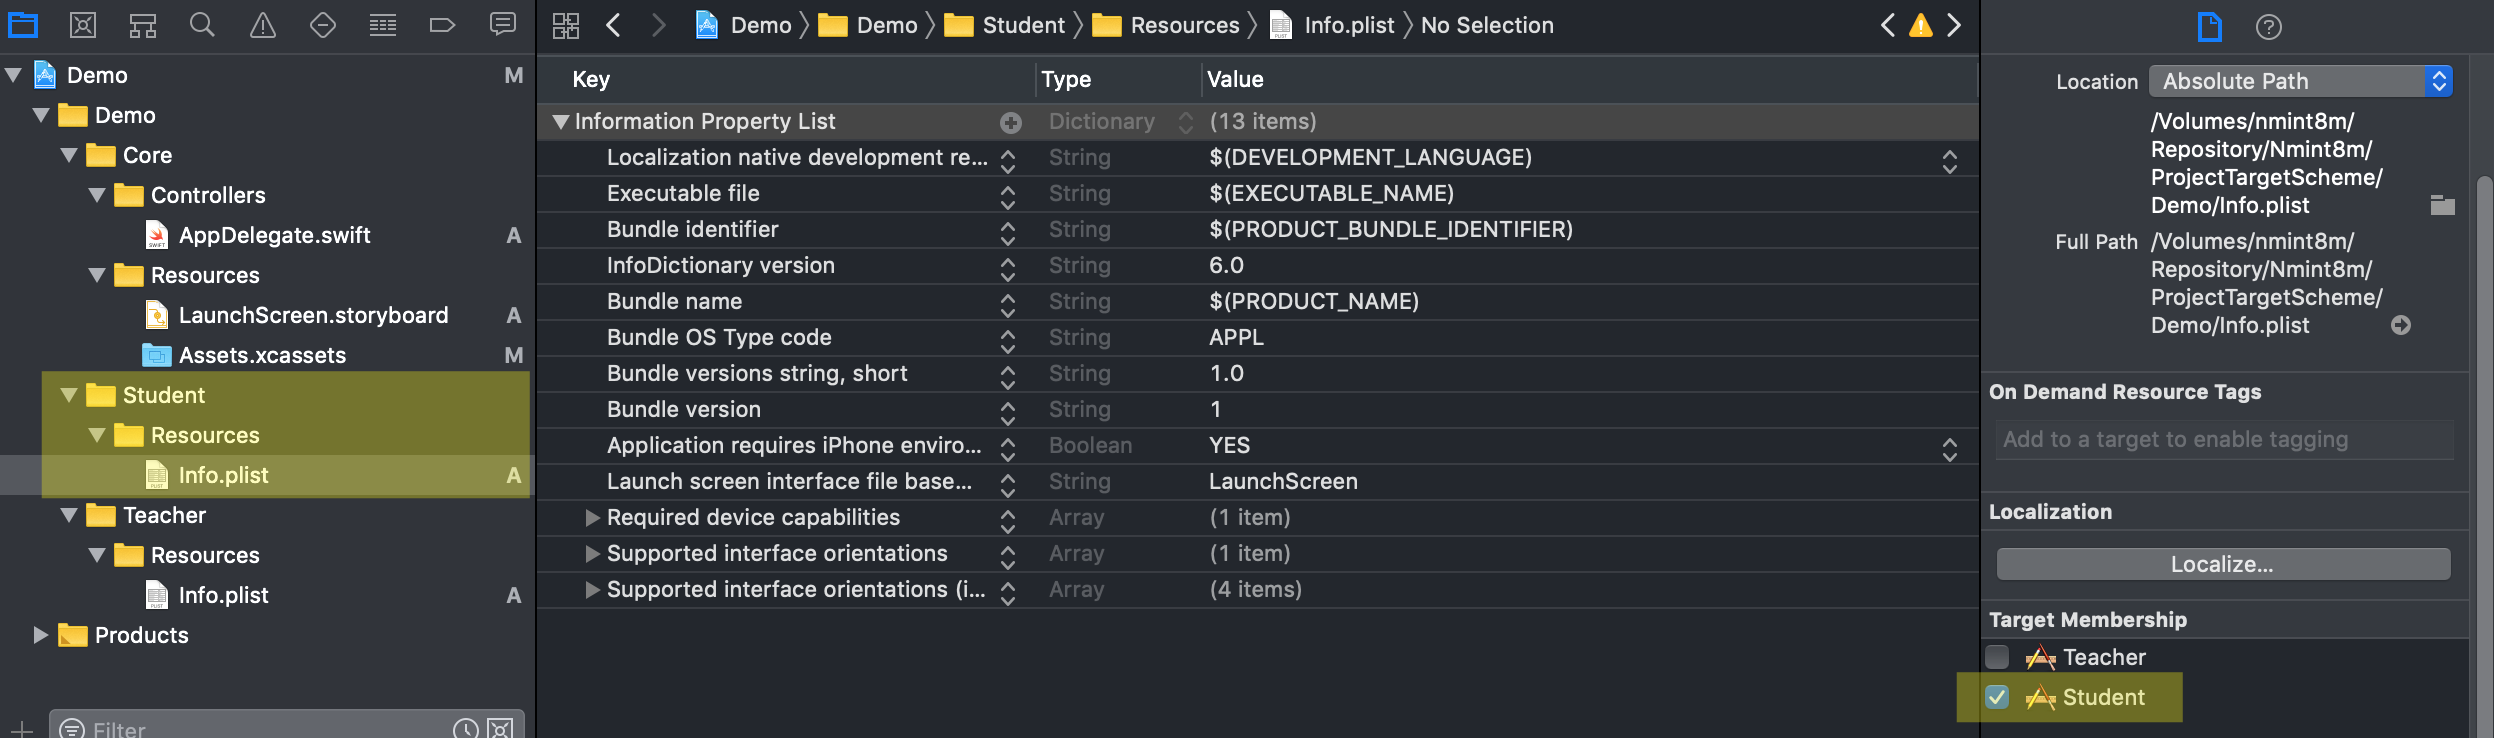 Demo
M
Demo
Core
Controllers
AppDelegate.swift
A
Resources
LaunchScreen.storyboard
A
Assets.xcassets
M
Student
Resources
Info.plist
A
Teacher
Resources
Info.plist
A
Products
Filter
Demo
Demo
Student
Resources
Info.plist
No Selection
Key Type Value
Information Property List Dictionary (13 items)
Localization native development re... String $(DEVELOPMENT_LANGUAGE)
Executable file String $(EXECUTABLE_NAME)
Bundle identifier String $(PRODUCT_BUNDLE_IDENTIFIER)
InfoDictionary version String 6.0
Bundle name String $(PRODUCT_NAME)
Bundle OS Type code String APPL
Bundle versions string, short String 1.0
Bundle version String 1
Application requires iPhone enviro... Boolean YES
Launch screen interface file base... String LaunchScreen
Required device capabilities Array (1 item)
Supported interface orientations Array (1 item)
Supported interface orientations (i... Array (4 items)
Location Absolute Path
/Volumes/nmint8m/
Repository/Nmint8m/
ProjectTargetScheme/
Demo/Info.plist
Full Path /Volumes/nmint8m/
Repository/Nmint8m/
ProjectTargetScheme/
Demo/Info.plist
On Demand Resource Tags
Add to a target to enable tagging
Localization
Localize...
Target Membership
Teacher
Student